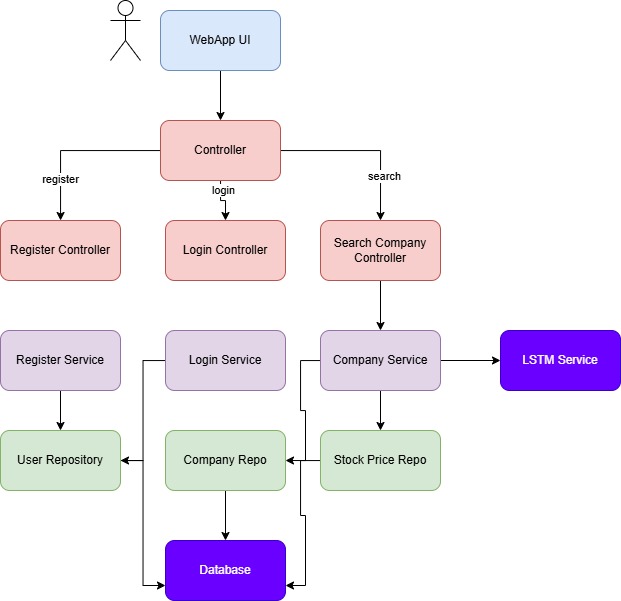 WebApp UI
Controller
register
login
search
Register Controller
Login Controller
Search Company
Controller
Register Service
Login Service
Company Service
LSTM Service
User Repository
Company Repo
Stock Price Repo
Database